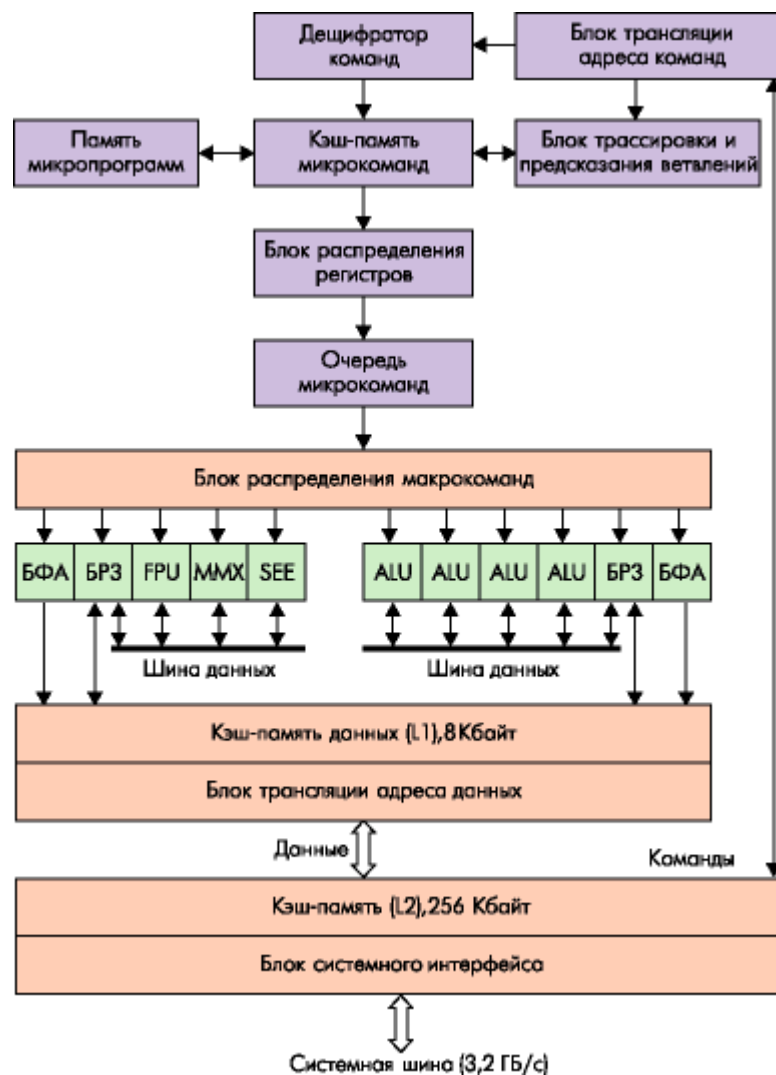 Дещифратор
команд
Блок трансляции
адреса команд
Память
микропрограмм
Кэш-память
микрокоманд
Блок трассировки и
предсказания ветвлений
Блок распределения
регистров
Очередь
микрокоманд
Блок распределения макрокоманд
БФА БРЗ FPU MMX SEE ALU ALU ALU ALU БРЗ БФА
Шина данных Шина данных
Кэш-память данных (L1),8 Кбайт
Блок трансляции адреса данных
Данные
Команды
Кэш-память (L2),256 Кбайт
Блок системного интерфейса
Системная шина (3,2 ГБ/с)